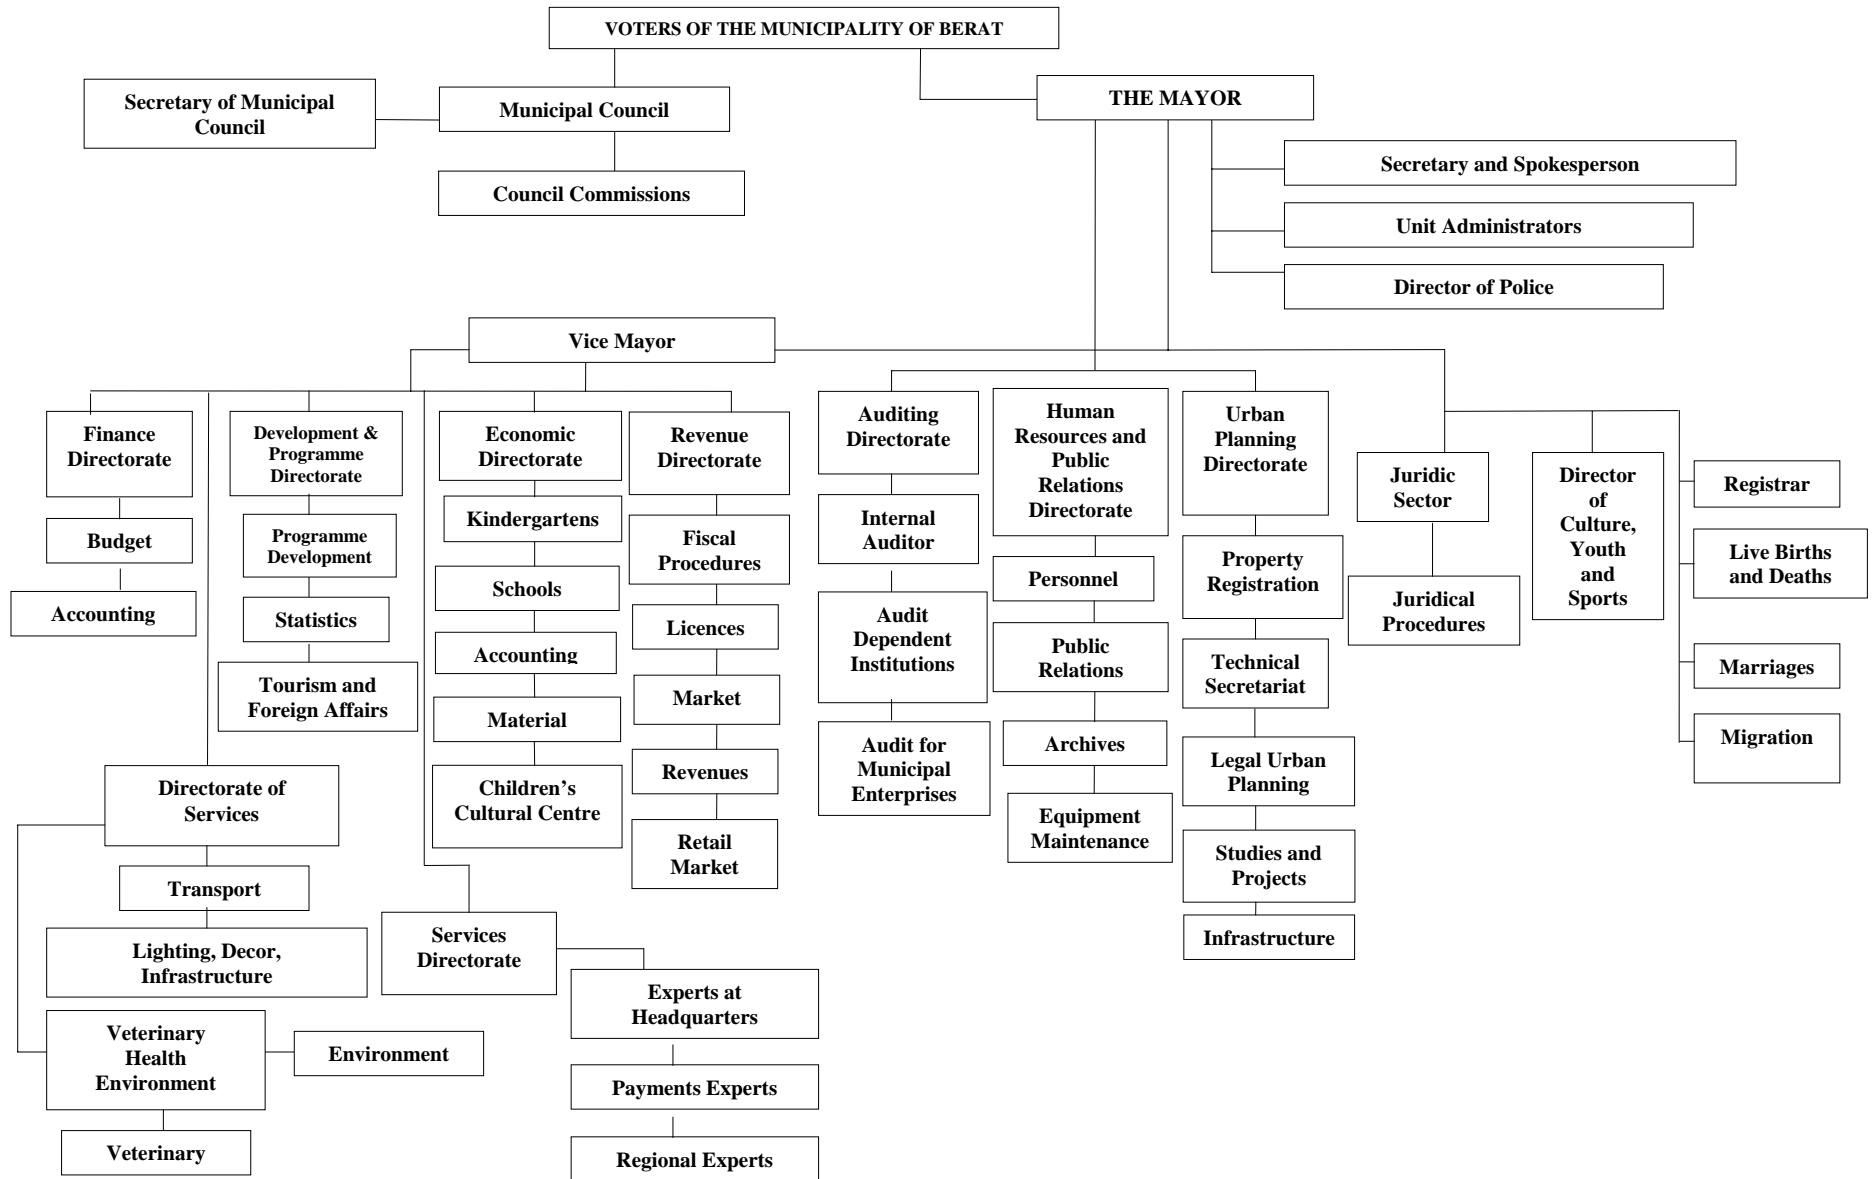 VOTERS OF THE MUNICIPALITY OF BERAT
Secretary of Municipal
Council
Municipal Council
THE MAYOR
Council Commissions
Secretary and Spokesperson
Unit Administrators
Director of Police
Vice Mayor
Finance
Directorate
Budget
Accounting
Development &
Programme
Directorate
Programme
Development
Statistics
Tourism and
Foreign Affairs
Economic
Directorate
Kindergartens
Schools
Accounting
Material
Children’s
Cultural Centre
Revenue
Directorate
Fiscal
Procedures
Licences
Market
Revenues
Retail
Market
Auditing
Directorate
Internal
Auditor
Audit
Dependent
Institutions
Audit for
Municipal
Enterprises
Human
Resources and
Public
Relations
Directorate
Personnel
Public
Relations
Archives
Equipment
Maintenance
Urban
Planning
Directorate
Property
Registration
Technical
Secretariat
Legal Urban
Planning
Studies and
Projects
Infrastructure
Juridic
Sector
Juridical
Procedures
Director
of
Culture,
Youth
and
Sports
Registrar
Live Births
and Deaths
Marriages
Migration
Directorate of
Services
Transport
Lighting, Decor,
Infrastructure
Veterinary
Health
Environment
Environment
Veterinary
Services
Directorate
Experts at
Headquarters
Payments Experts
Regional Experts